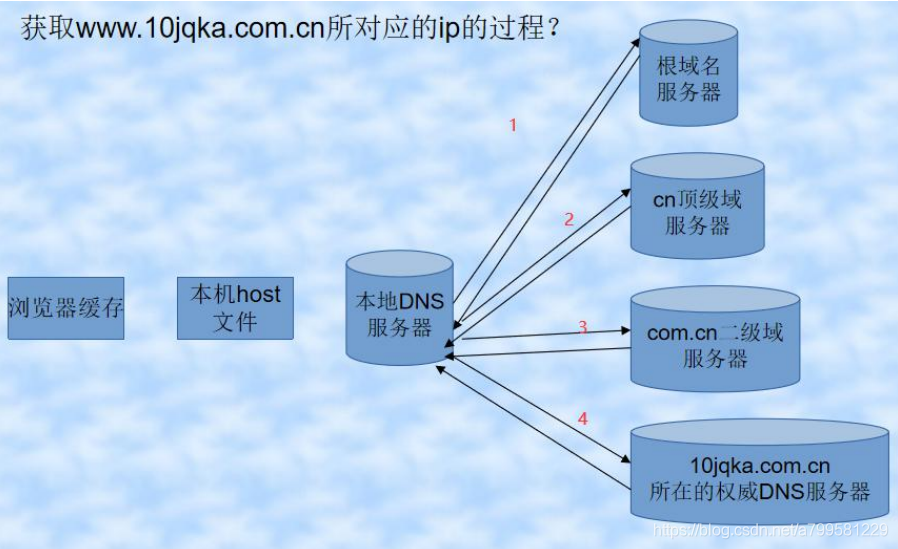 获取www.10jqka.com.cn所对应的ip的过程？
根域名
服务器
1
cn顶级域
服务器
2
浏览器缓存
本机host
文件
本地DNS
服务器
3
com.cn二级域
服务器
4
10jqka.com.cn
所在的权威DNS服务器
https://blog.csdn.net/a799581229